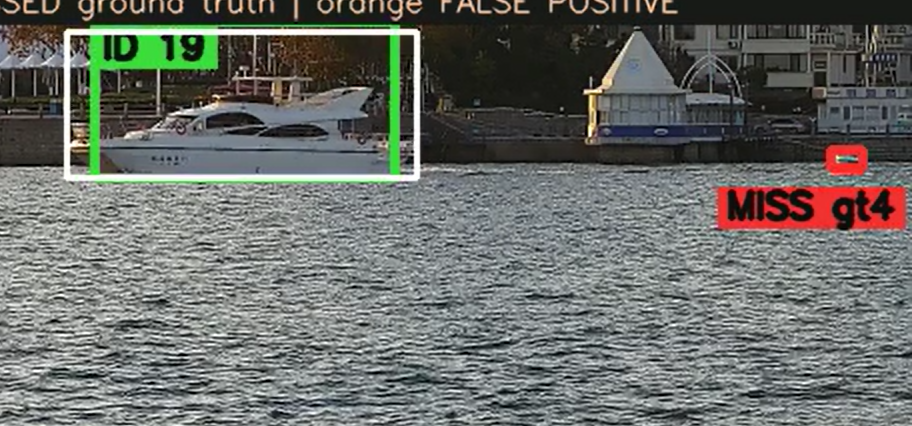 SED ground truth | orange FALSE POSITIVE
ID 19
MISS gt4